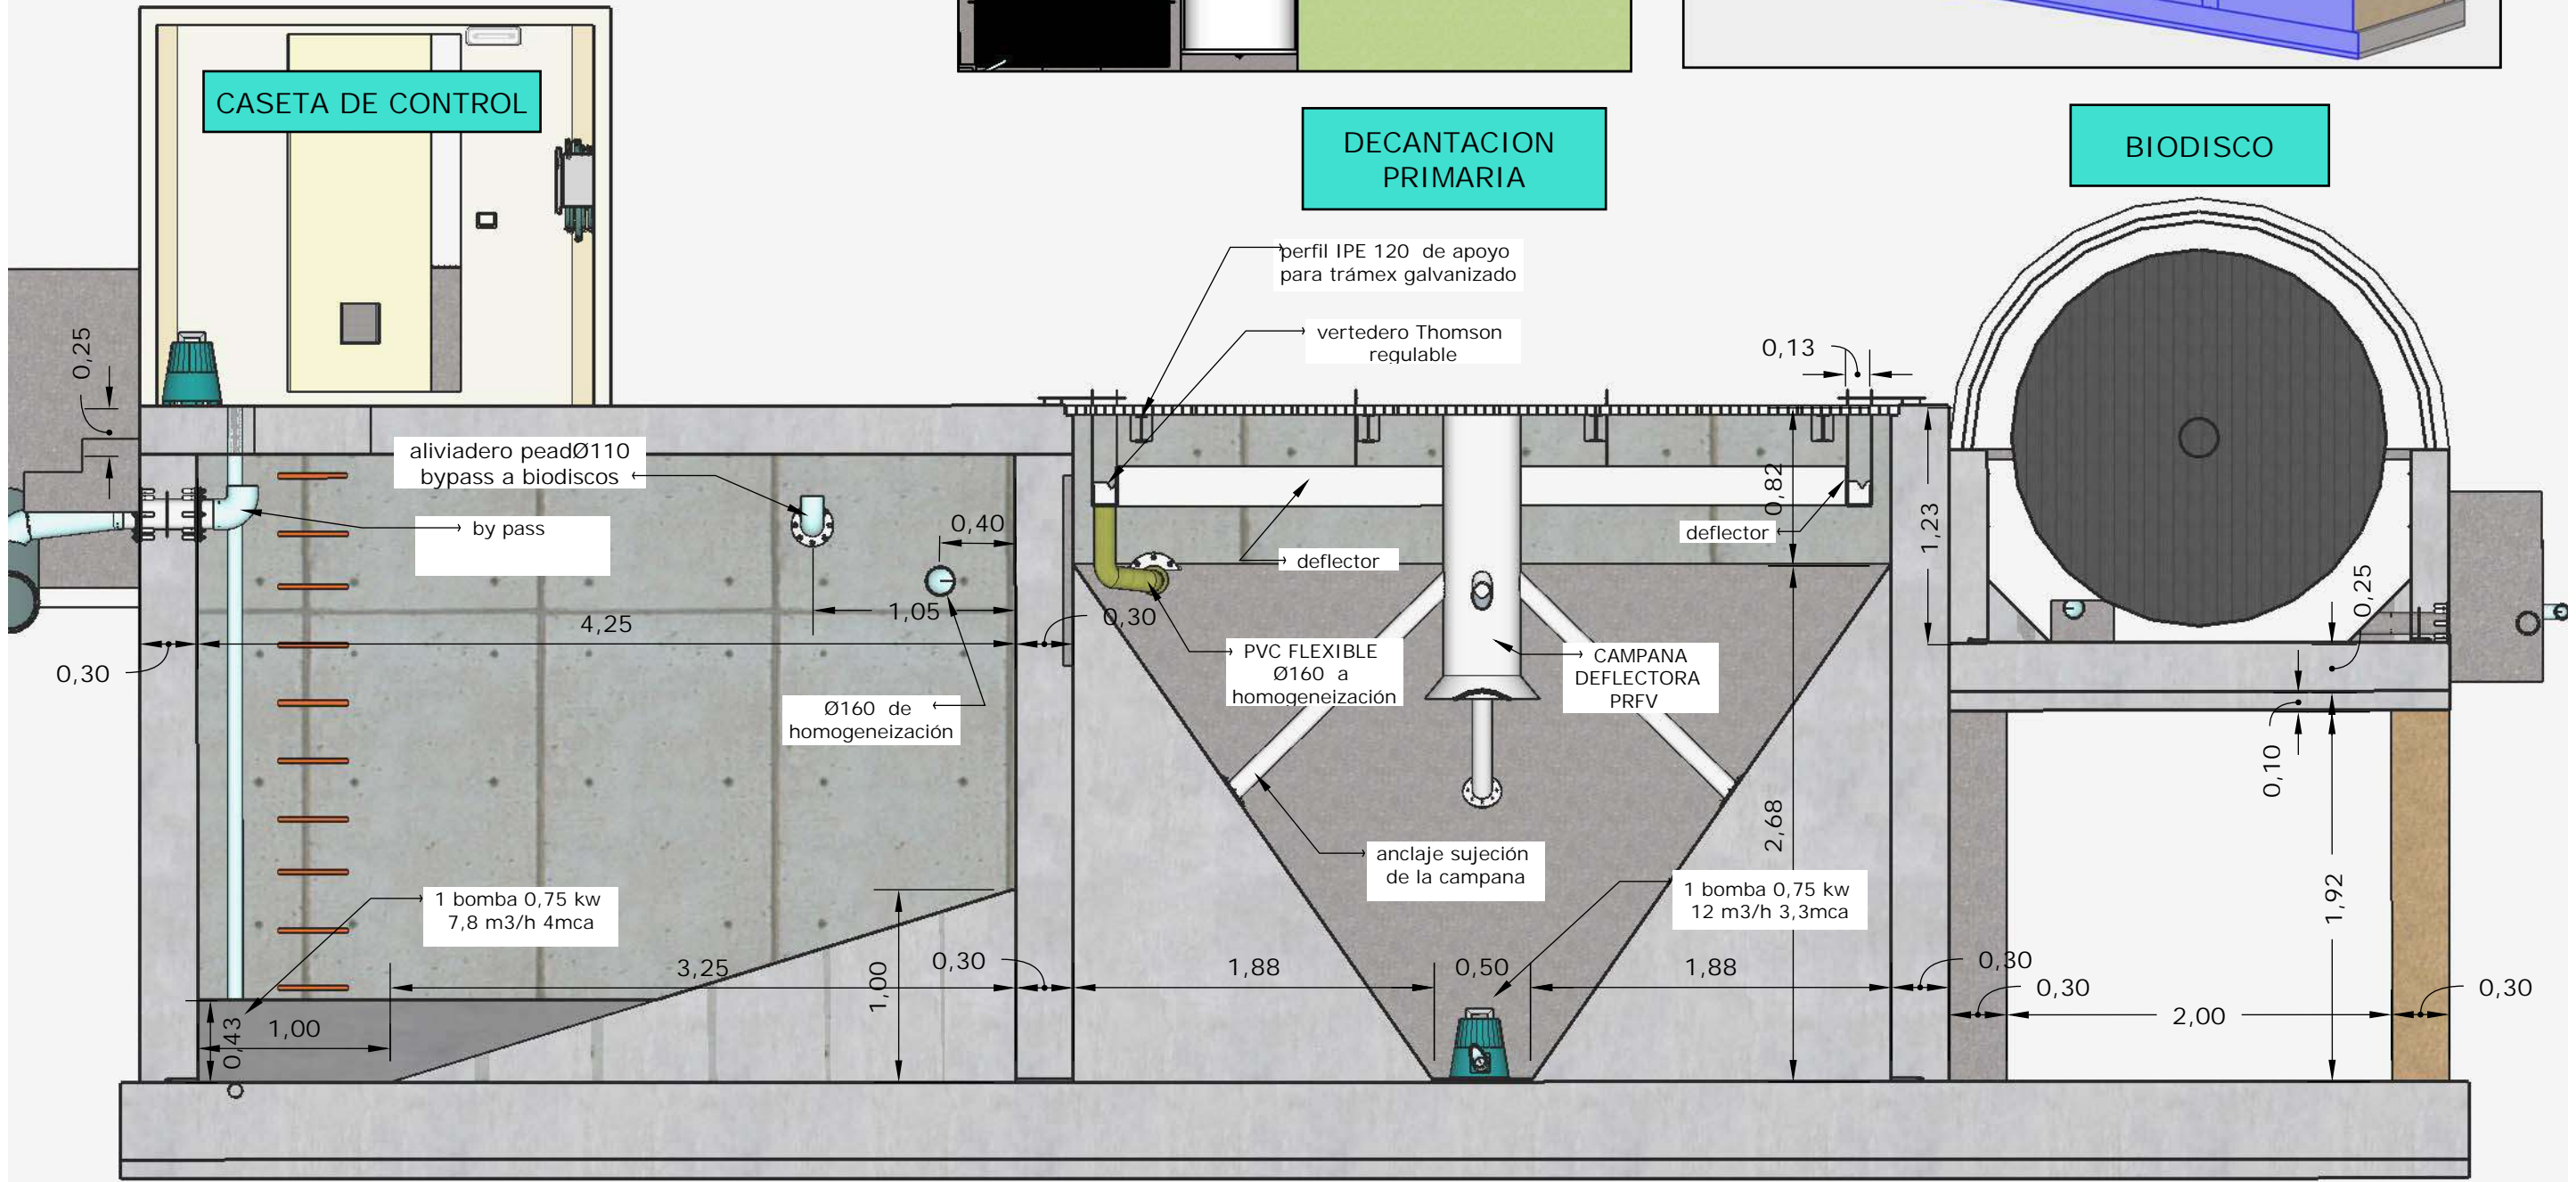 CASETA DE CONTROL
DECANTACION
PRIMARIA
BIODISCO
perfil IPE 120 de apoyo
para trámex galvanizado
vertedero Thomson
regulable
0,13
0,25
aliviadero peadØ110
bypass a biodiscos
by pass
0,40
deflector
deflector
0,82
1,23
0,25
4,25
1,05
0,30
0,30
PVC FLEXIBLE
Ø160 a
homogeneización
CAMPANA
DEFLECTORA
PRFV
Ø160 de
homogeneización
0,10
2,68
anclaje sujeción
de la campana
1 bomba 0,75 kw
7,8 m3/h 4mca
1 bomba 0,75 kw
12 m3/h 3,3mca
1,92
3,25
1,00
0,30
1,88
0,50
1,88
0,30
0,30
2,00
0,30
0,43
1,00